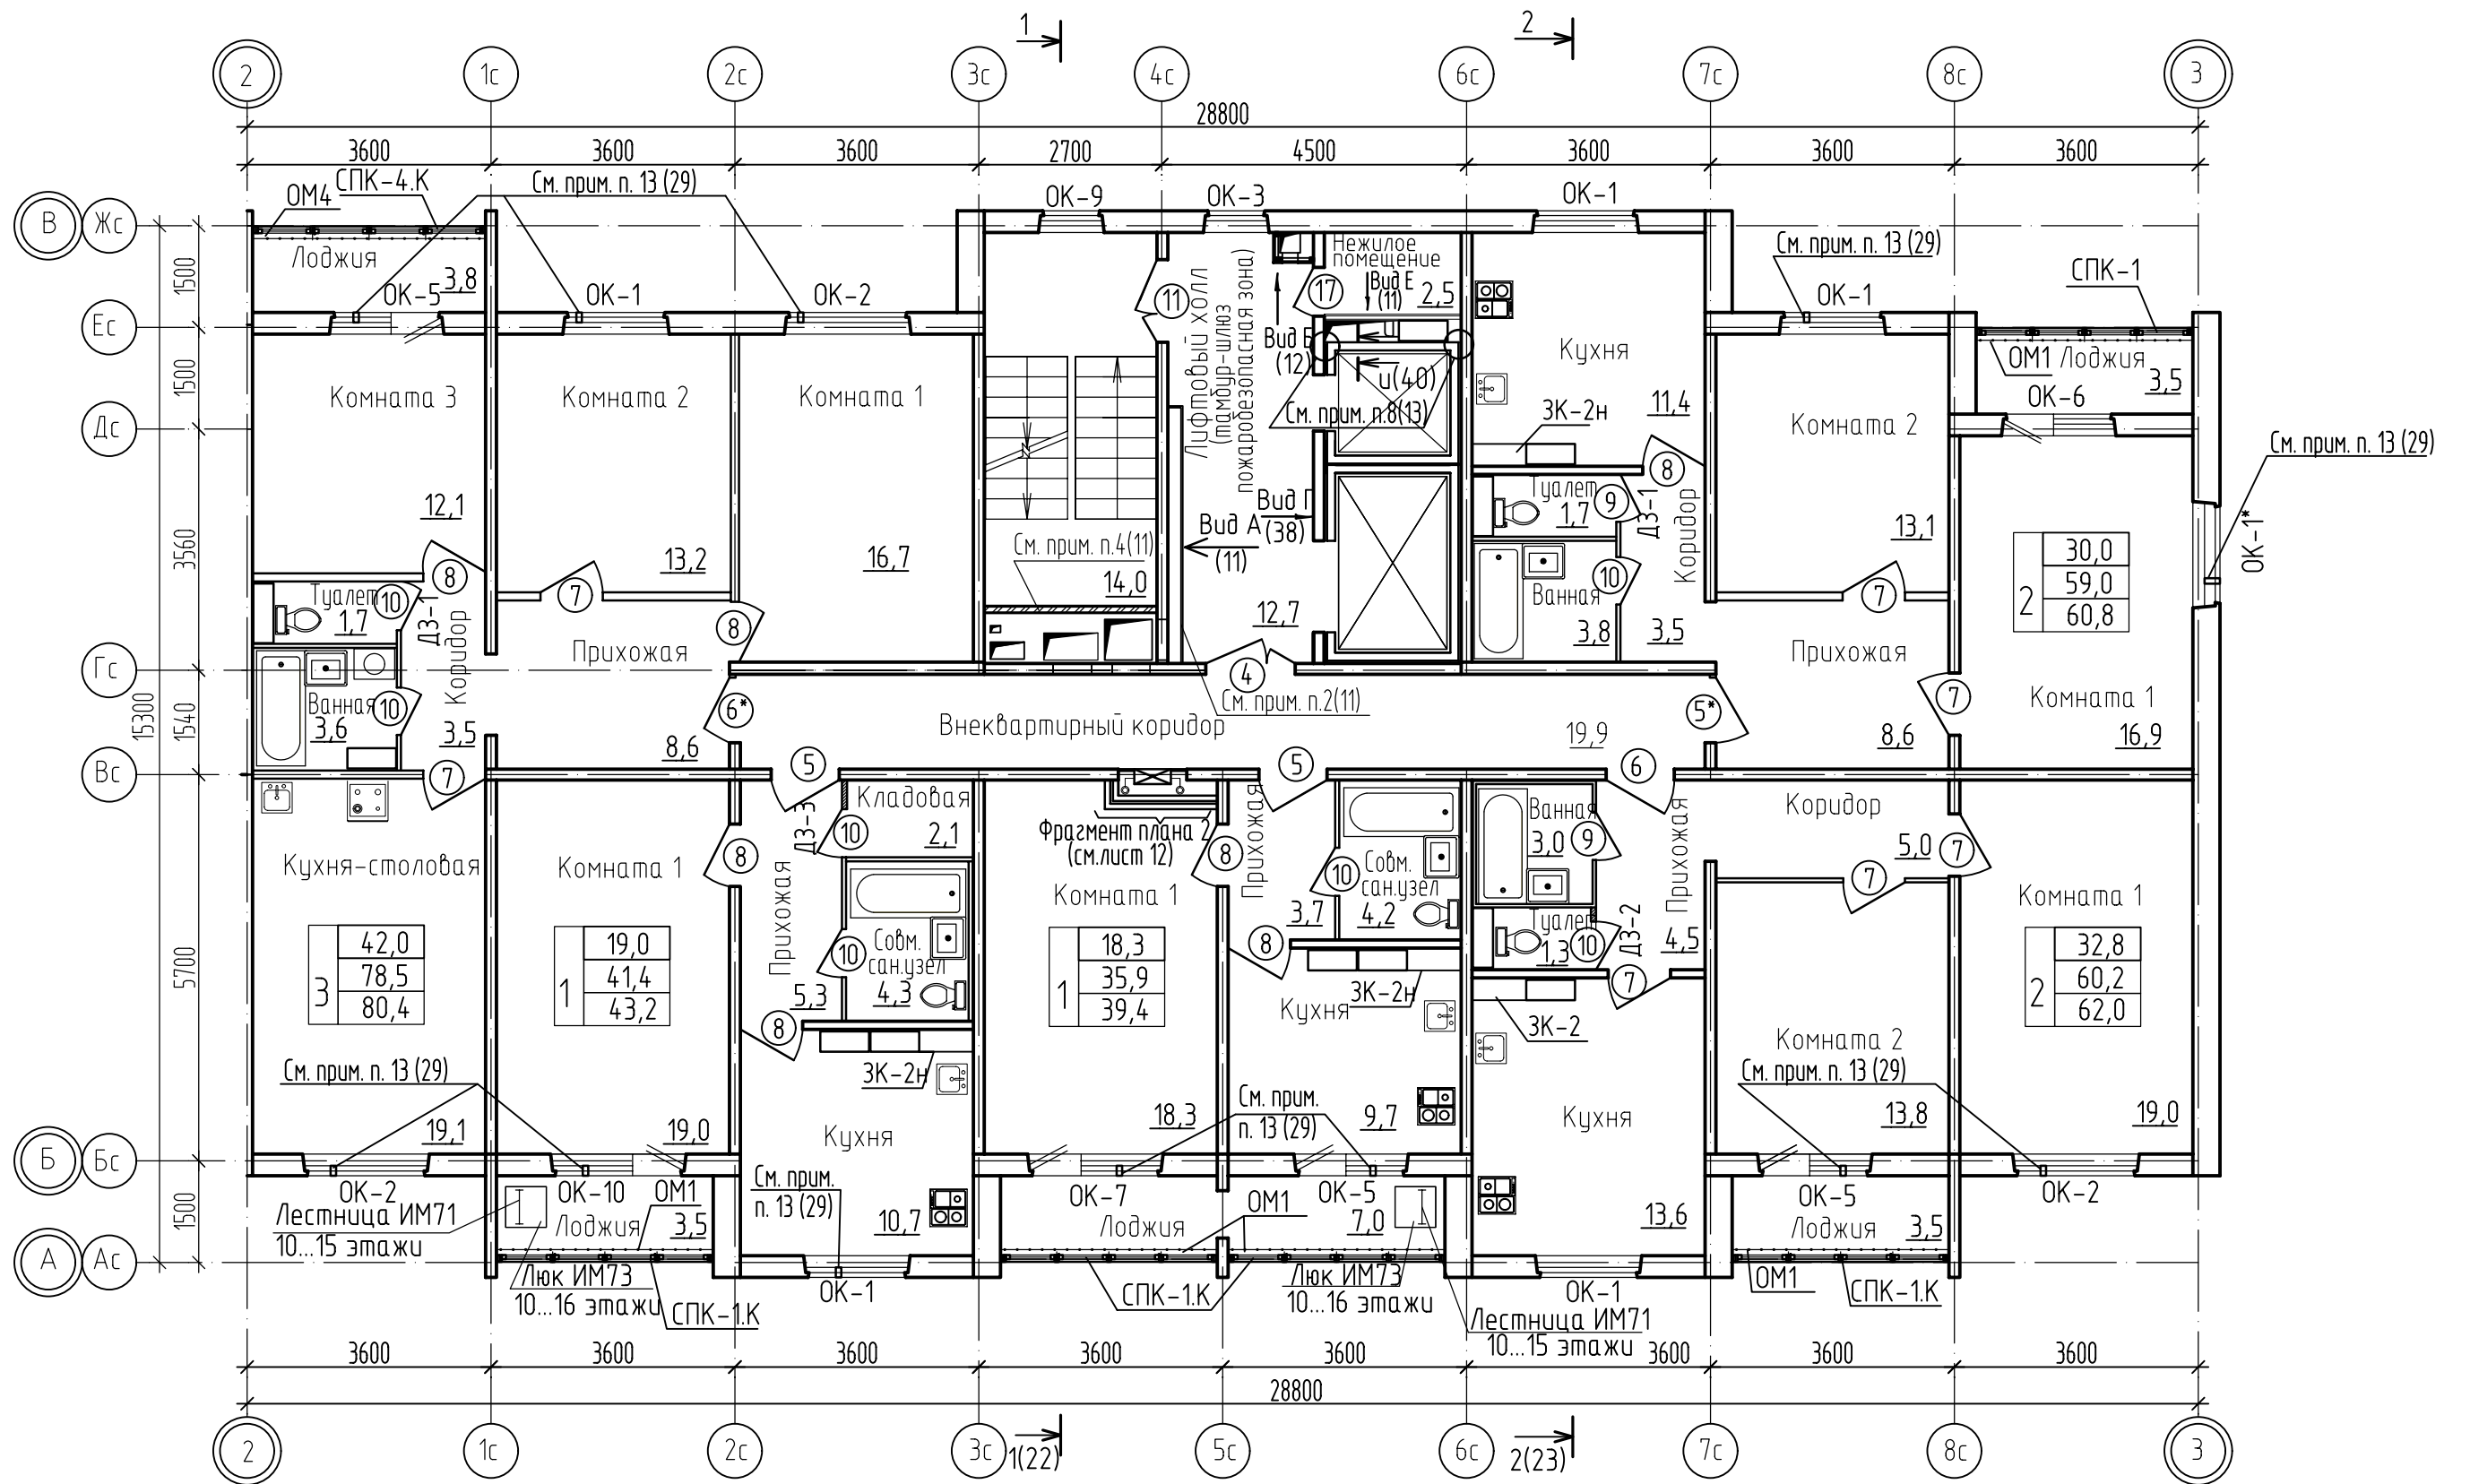 1
2
2
1с
2с
3с
4с
6с
7с
8с
3
28800
3600
3600
3600
2700
4500
3600
3600
3600
В
Жс
Ес
Дс
Гс
Вс
Б
Бс
А
Ас
1500
1500
3560
1540
5700
1500
15300
ОМ4
СПК-4.К
См. прим. п. 13 (29)
Лоджия
3,8
ОК-5
ОК-1
ОК-2
ОК-9
ОК-3
ОК-1
См. прим. п. 13 (29)
ОК-1
СПК-1
ОМ1
Лоджия
3,5
ОК-6
См. прим. п. 13 (29)
ОК-1*
Комната 3
12,1
8
Комната 2
13,2
7
Комната 1
16,7
8
См. прим. п.4(11)
14,0
11
Лифтовый холл
(тамбур-шлюз
пожаробезопасная зона)
12,7
Нежилое
помещение
Вид Е
(11)
2,5
17
Вид Б
(12)
и(40)
См. прим. п.8(13)
Вид Г
(38)
Вид А
(11)
4
См. прим. п.2(11)
Кухня
11,4
ЗК-2н
8
Туалет
1,7
9
ДЗ-1
Коридор
3,5
Ванная
3,8
10
Комната 2
13,1
7
Прихожая
8,6
5*
7
2
30,0
59,0
60,8
Комната 1
16,9
Туалет
1,7
10
ДЗ-1
Коридор
3,5
Ванная
3,6
10
Прихожая
8,6
6*
Внеквартирный коридор
19,9
7
5
5
6
Кухня-столовая
3
42,0
78,5
80,4
См. прим. п. 13 (29)
19,1
Комната 1
8
1
19,0
41,4
43,2
19,0
ДЗ-3
Кладовая
2,1
10
Прихожая
5,3
10
Совм.
сан.узел
4,3
8
ЗК-2н
Кухня
10,7
См. прим.
п. 13 (29)
Фрагмент плана 2
(см.лист 12)
Комната 1
8
1
18,3
35,9
39,4
18,3
Прихожая
3,7
10
Совм.
сан.узел
4,2
8
ЗК-2н
Кухня
9,7
См. прим.
п. 13 (29)
Ванная
3,0
9
Прихожая
4,5
Туалет
1,3
10
ДЗ-2
7
ЗК-2
Кухня
13,6
Коридор
5,0
7
7
Комната 2
См. прим. п. 13 (29)
13,8
Комната 1
2
32,8
60,2
62,0
19,0
ОК-2
Лестница ИМ71
10...15 этажи
ОК-10
ОМ1
Лоджия
3,5
Люк ИМ73
10...16 этажи
СПК-1.К
ОК-1
ОК-7
Лоджия
ОМ1
СПК-1.К
ОК-5
7,0
Люк ИМ73
10...16 этажи
Лестница ИМ71
10...15 этажи
ОК-1
ОК-5
Лоджия
3,5
ОМ1
СПК-1.К
ОК-2
3600
3600
3600
3600
3600
3600
3600
3600
28800
2
1с
2с
3с
1(22)
5с
6с
2(23)
7с
8с
3